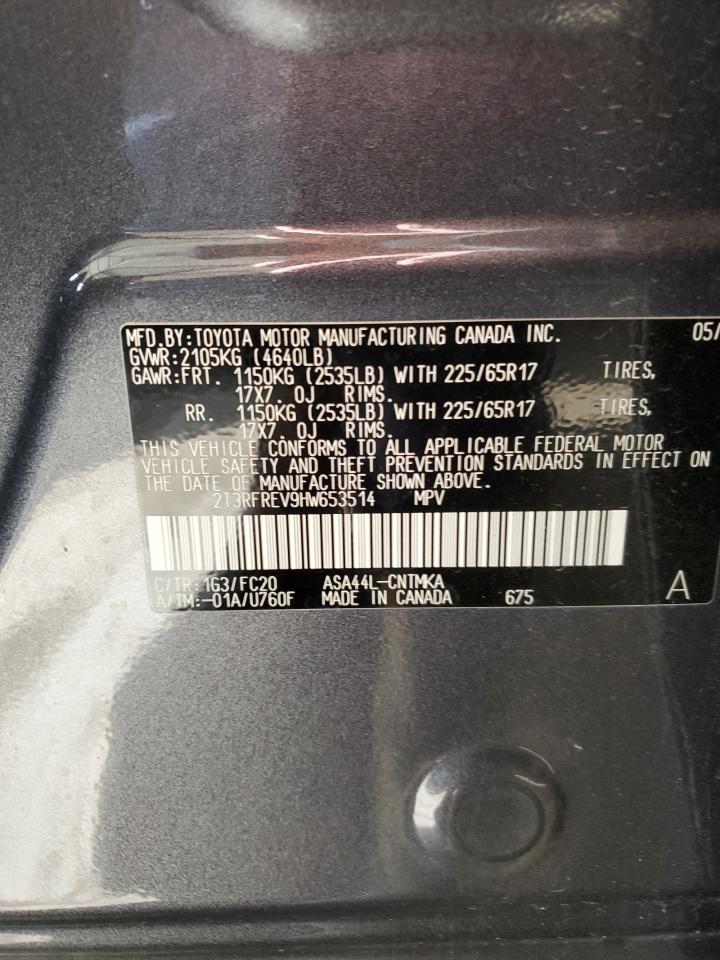 MFD.BY:TOYOTA MOTOR MANUFACTURING CANADA INC. 05/
GVWR:2105KG (4640LB)
GAWR:FRT. 1150KG (2535LB) WITH 225/65R17 TIRES,
17X7.0J RIMS.
RR. 1150KG (2535LB) WITH 225/65R17 TIRES,
17X7.0J RIMS.
THIS VEHICLE CONFORMS TO ALL APPLICABLE FEDERAL MOTOR
VEHICLE SAFETY AND THEFT PREVENTION STANDARDS IN EFFECT ON
THE DATE OF MANUFACTURE SHOWN ABOVE.
2T3RFREV9HW653514 MPV
C/TR:1G3/FC20 ASA44L-CNTMKA
A/TM:-01A/U760F MADE IN CANADA 675 A